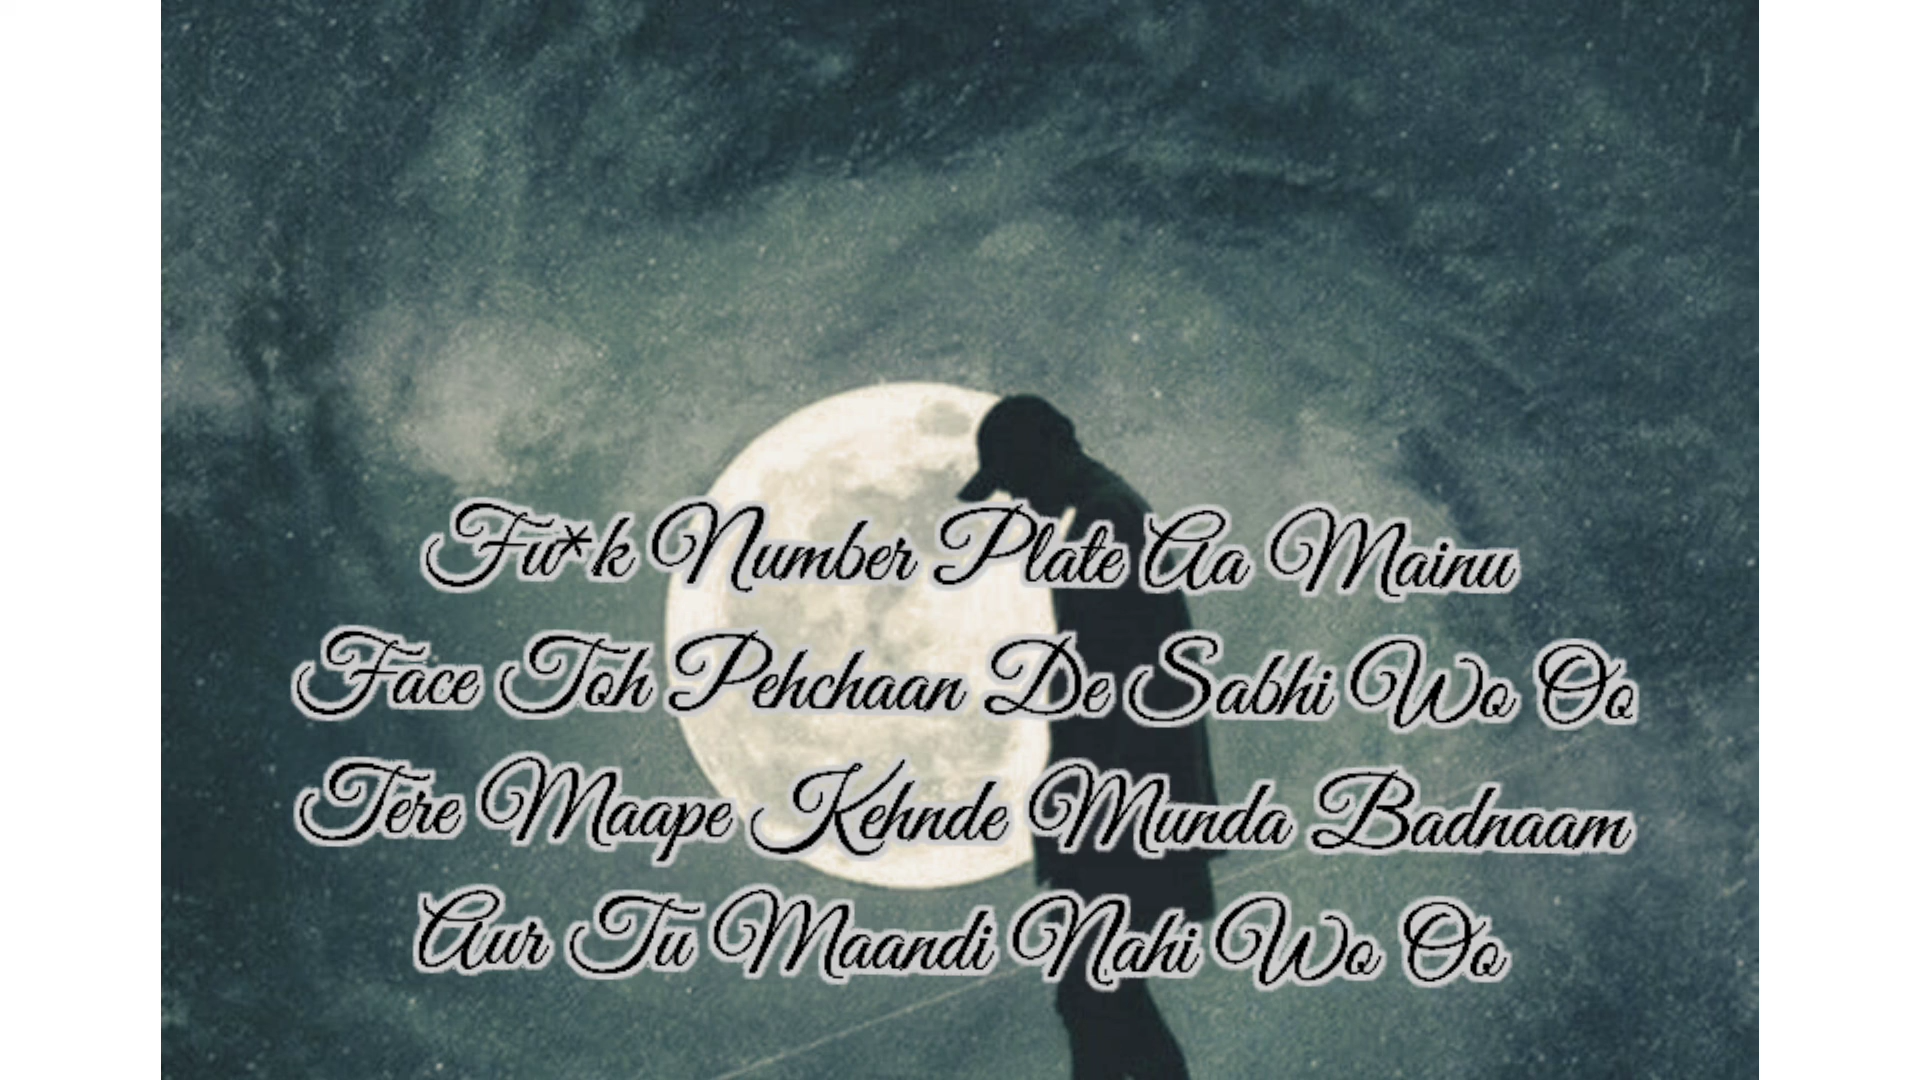 Fu*k Number Plate Aa Mainu
Face Toh Pehchaan De Sabhi Wo Oo
Tere Maape Kehnde Munda Badnaam
Aur Tu Maandi Nahi Wo Oo